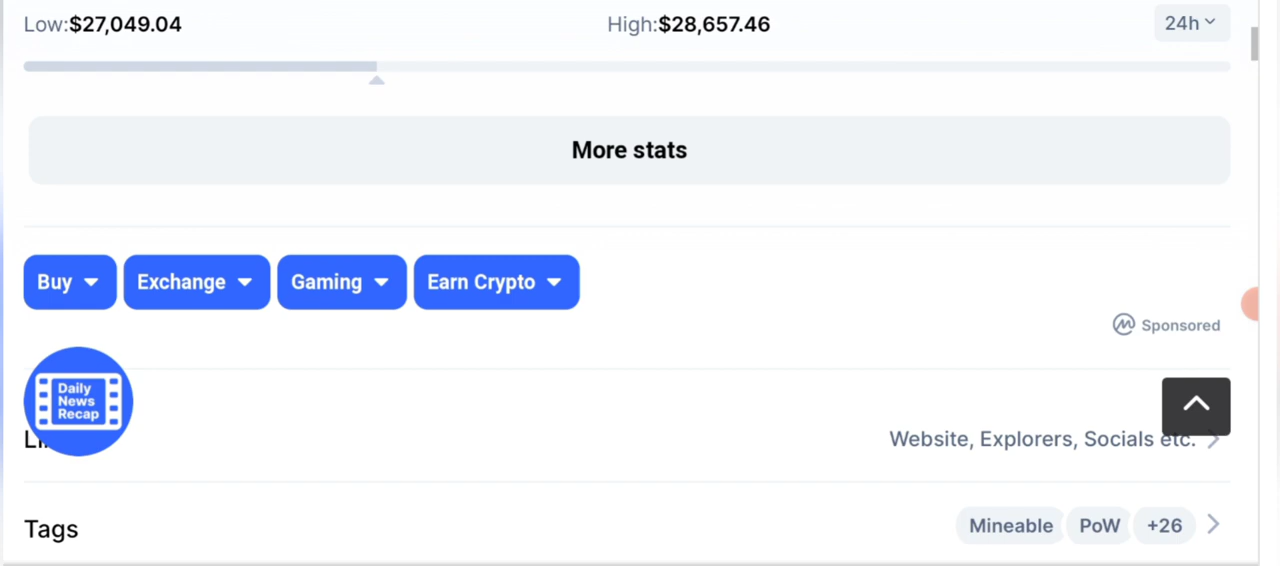 Low:$27,049.04 High:$28,657.46 24h
More stats
Buy Exchange Gaming Earn Crypto
Sponsored
Daily
News
Recap
Website, Explorers, Socials etc.
Tags Mineable PoW +26